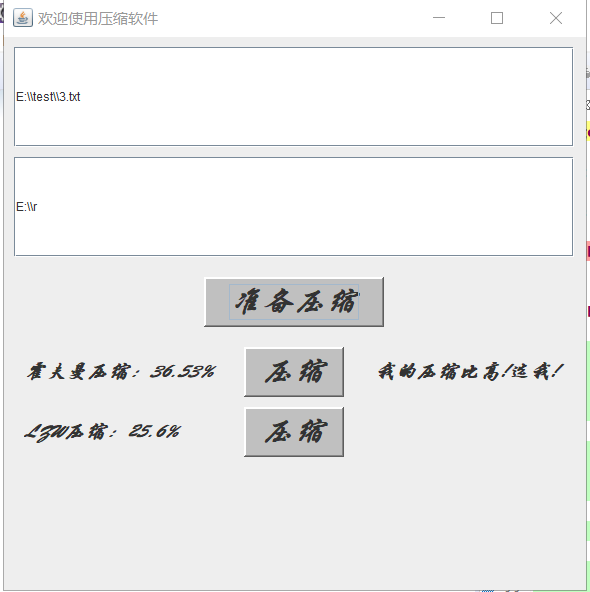 欢迎使用压缩软件
E:\\test\\3.txt
E:\\r
准备压缩
霍夫曼压缩：36.53% 压缩 我的压缩比高!选我!
LZW压缩：25.6% 压缩